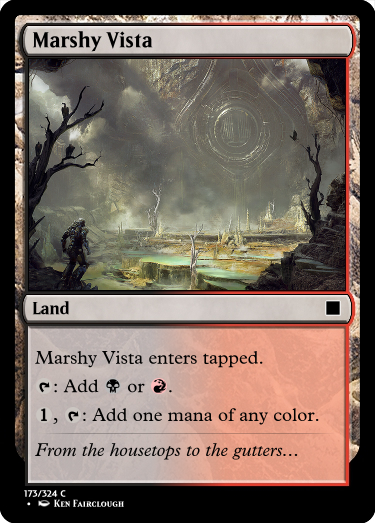 Marshy Vista
Land
Marshy Vista enters tapped.
: Add or .
1 , : Add one mana of any color.
From the housetops to the gutters…
173/324 C
• Ken Fairclough